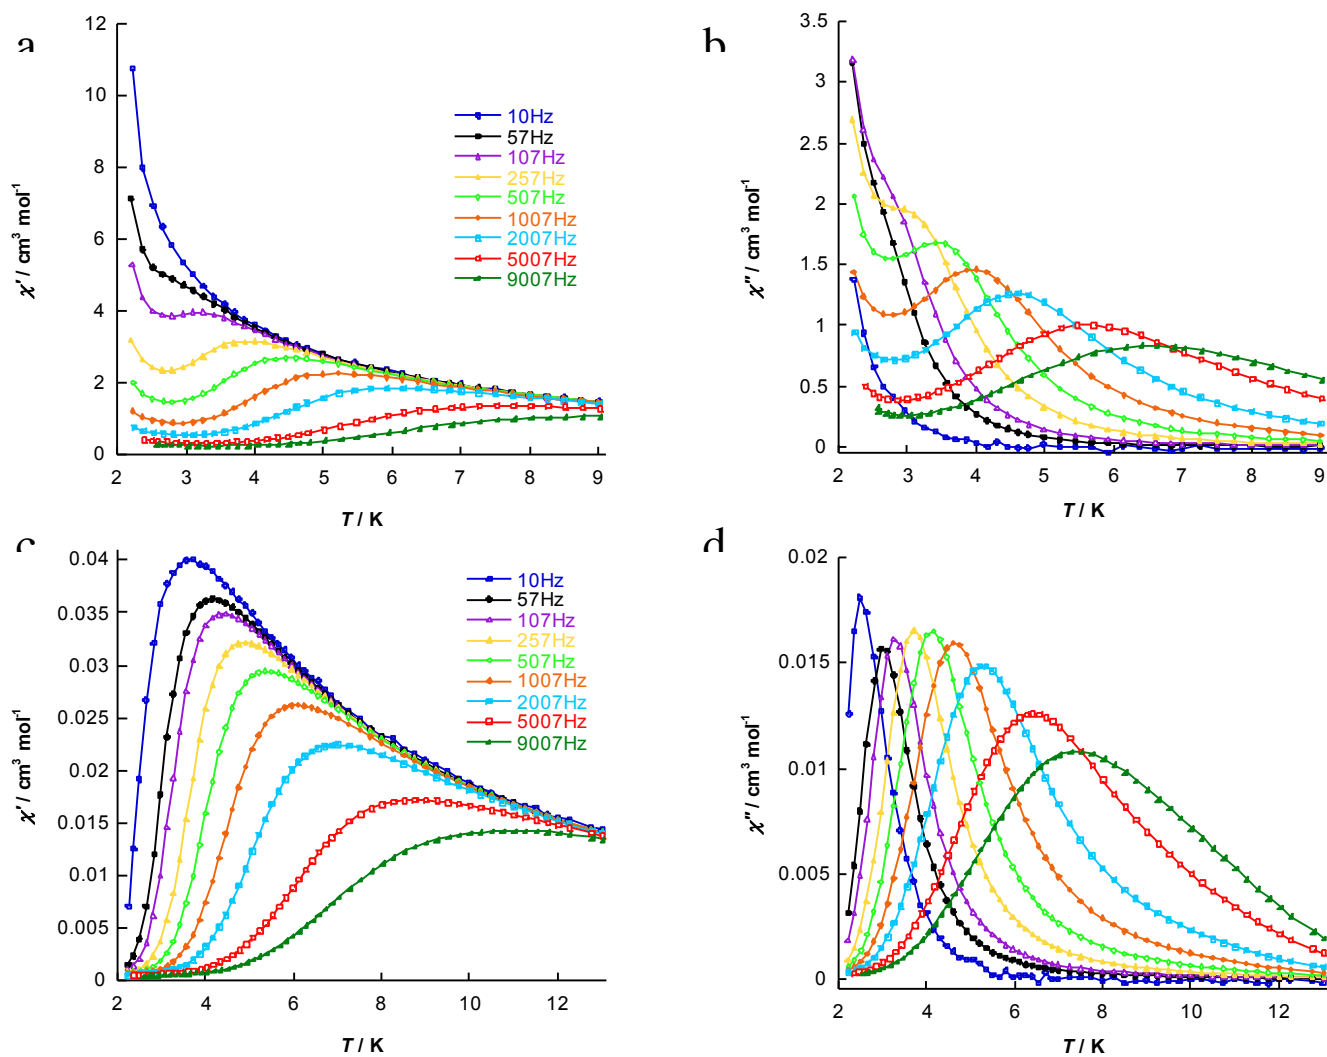 a
12
10
8
6
4
2
0
χ′ / cm³ mol⁻¹
10Hz
57Hz
107Hz
257Hz
507Hz
1007Hz
2007Hz
5007Hz
9007Hz
2 3 4 5 6 7 8 9
T / K
b
3.5
3
2.5
2
1.5
1
0.5
0
χ″ / cm³ mol⁻¹
2 3 4 5 6 7 8 9
T / K
c
0.04
0.035
0.03
0.025
0.02
0.015
0.01
0.005
0
χ′ / cm³ mol⁻¹
10Hz
57Hz
107Hz
257Hz
507Hz
1007Hz
2007Hz
5007Hz
9007Hz
2 4 6 8 10 12
T / K
d
0.02
0.015
0.01
0.005
0
χ″ / cm³ mol⁻¹
2 4 6 8 10 12
T / K